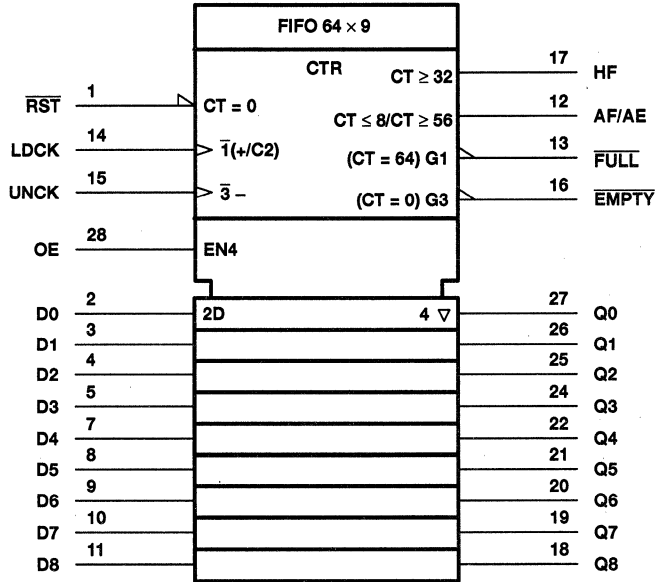 FIFO 64 × 9
CTR
RST 1 CT = 0
LDCK 14 1(+/C2)
UNCK 15 3 –
OE 28 EN4
CT ≥ 32 17 HF
CT ≤ 8/CT ≥ 56 12 AF/AE
(CT = 64) G1 13 FULL
(CT = 0) G3 16 EMPTY
D0 2 2D 4 ▽ 27 Q0
D1 3 26 Q1
D2 4 25 Q2
D3 5 24 Q3
D4 7 22 Q4
D5 8 21 Q5
D6 9 20 Q6
D7 10 19 Q7
D8 11 18 Q8